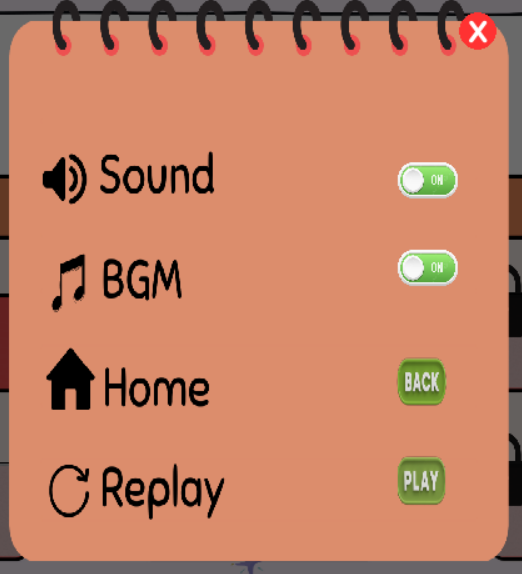 X
Sound ON
BGM ON
Home BACK
Replay PLAY